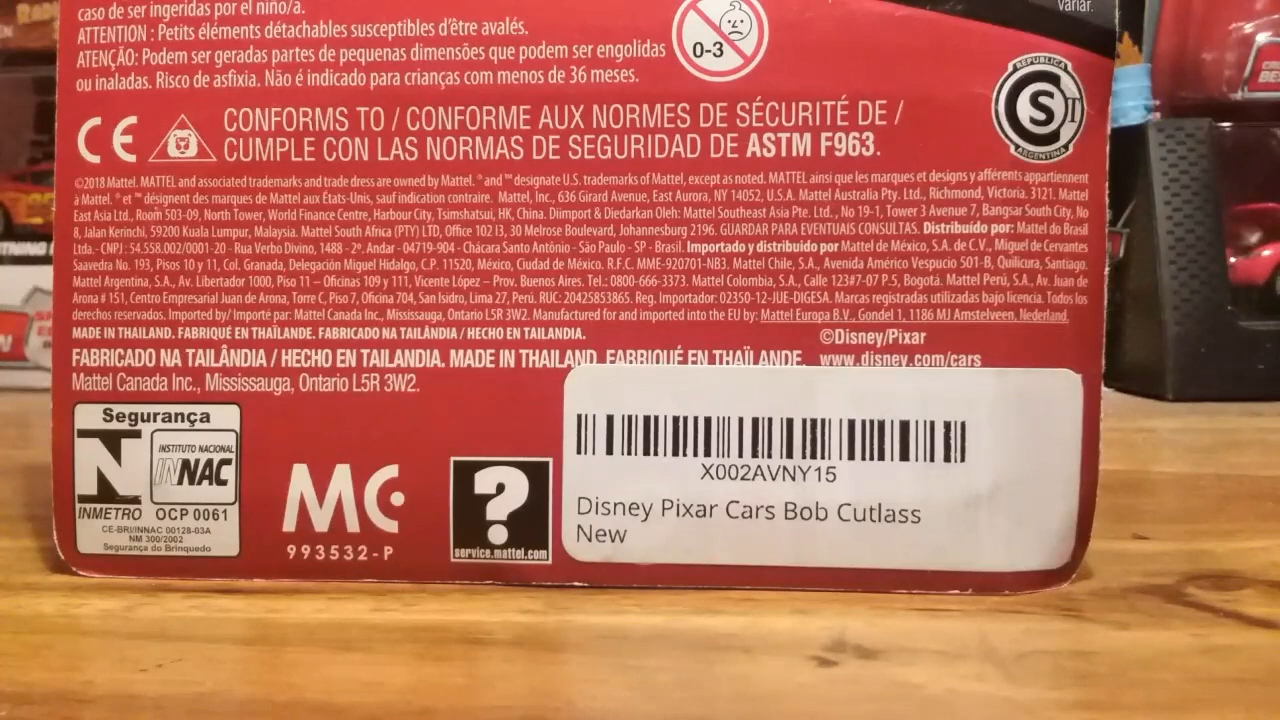 caso de ser ingeridas por el niño/a.
ATTENTION : Petits éléments détachables susceptibles d'être avalés.
ATENÇÃO: Podem ser geradas partes de pequenas dimensões que podem ser engolidas
ou inaladas. Risco de asfixia. Não é indicado para crianças com menos de 36 meses.
0-3
variar.
REPUBLICA
S T
ARGENTINA
CE
CONFORMS TO / CONFORME AUX NORMES DE SÉCURITÉ DE /
CUMPLE CON LAS NORMAS DE SEGURIDAD DE ASTM F963.
©2018 Mattel. MATTEL and associated trademarks and trade dress are owned by Mattel. ® and ™ designate U.S. trademarks of Mattel, except as noted. MATTEL ainsi que les marques et designs y afférents appartiennent
à Mattel. ® et ™ désignent des marques de Mattel aux États-Unis, sauf indication contraire. Mattel, Inc., 636 Girard Avenue, East Aurora, NY 14052, U.S.A. Mattel Australia Pty. Ltd., Richmond, Victoria. 3121. Mattel
East Asia Ltd., Room 503-09, North Tower, World Finance Centre, Harbour City, Tsimshatsui, HK, China. Diimport & Diedarkan Oleh: Mattel Southeast Asia Pte. Ltd., No 19-1, Tower 3 Avenue 7, Bangsar South City, No
8, Jalan Kerinchi, 59200 Kuala Lumpur, Malaysia. Mattel South Africa (PTY) LTD, Office 102 I3, 30 Melrose Boulevard, Johannesburg 2196. GUARDAR PARA EVENTUAIS CONSULTAS. Distribuído por: Mattel do Brasil
Ltda.- CNPJ : 54.558.002/0001-20 - Rua Verbo Divino, 1488 - 2º. Andar - 04719-904 - Chácara Santo Antônio - São Paulo - SP - Brasil. Importado y distribuido por Mattel de México, S.A. de C.V., Miguel de Cervantes
Saavedra No. 193, Pisos 10 y 11, Col. Granada, Delegación Miguel Hidalgo, C.P. 11520, México, Ciudad de México. R.F.C. MME-920701-NB3. Mattel Chile, S.A., Avenida Américo Vespucio 501-B, Quilicura, Santiago.
Mattel Argentina, S.A., Av. Libertador 1000, Piso 11 – Oficinas 109 y 111, Vicente López – Prov. Buenos Aires. Tel.: 0800-666-3373. Mattel Colombia, S.A., Calle 123#7-07 P.5, Bogotá. Mattel Perú, S.A., Av. Juan de
Arona # 151, Centro Empresarial Juan de Arona, Torre C, Piso 7, Oficina 704, San Isidro, Lima 27, Perú. RUC: 20425853865. Reg. Importador: 02350-12-JUE-DIGESA. Marcas registradas utilizadas bajo licencia. Todos los
derechos reservados. Imported by/ Importé par: Mattel Canada Inc., Mississauga, Ontario L5R 3W2. Manufactured for and imported into the EU by: Mattel Europa B.V., Gondel 1, 1186 MJ Amstelveen, Nederland.
MADE IN THAILAND. FABRIQUÉ EN THAÏLANDE. FABRICADO NA TAILÂNDIA / HECHO EN TAILANDIA.
©Disney/Pixar
FABRICADO NA TAILÂNDIA / HECHO EN TAILANDIA. MADE IN THAILAND. FABRIQUÉ EN THAÏLANDE. www.disney.com/cars
Mattel Canada Inc., Mississauga, Ontario L5R 3W2.
Segurança
INSTITUTO NACIONAL
INNAC
INMETRO OCP 0061
CE-BRI/INNAC 00128-03A
NM 300/2002
Segurança do Brinquedo
MC
993532-P
?
service.mattel.com
X002AVNY15
Disney Pixar Cars Bob Cutlass
New